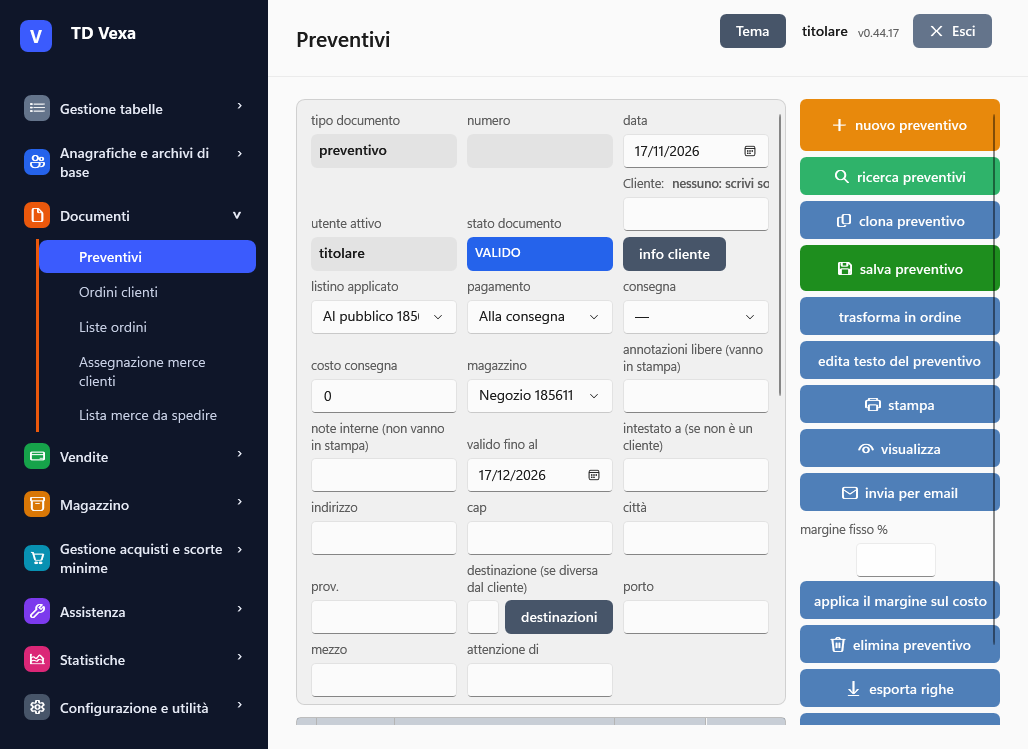 V
TD Vexa
Gestione tabelle
Anagrafiche e archivi di
base
Documenti
Preventivi
Ordini clienti
Liste ordini
Assegnazione merce
clienti
Lista merce da spedire
Vendite
Magazzino
Gestione acquisti e scorte
minime
Assistenza
Statistiche
Configurazione e utilità
Preventivi
Tema
titolare
v0.44.17
Esci
tipo documento
preventivo
numero
data
17/11/2026
Cliente: nessuno: scrivi so
utente attivo
titolare
stato documento
VALIDO
info cliente
listino applicato
Al pubblico 1856
pagamento
Alla consegna
consegna
—
costo consegna
0
magazzino
Negozio 185611
annotazioni libere (vanno
in stampa)
note interne (non vanno
in stampa)
valido fino al
17/12/2026
intestato a (se non è un
cliente)
indirizzo
cap
città
prov.
destinazione (se diversa
dal cliente)
destinazioni
porto
mezzo
attenzione di
nuovo preventivo
ricerca preventivi
clona preventivo
salva preventivo
trasforma in ordine
edita testo del preventivo
stampa
visualizza
invia per email
margine fisso %
applica il margine sul costo
elimina preventivo
esporta righe